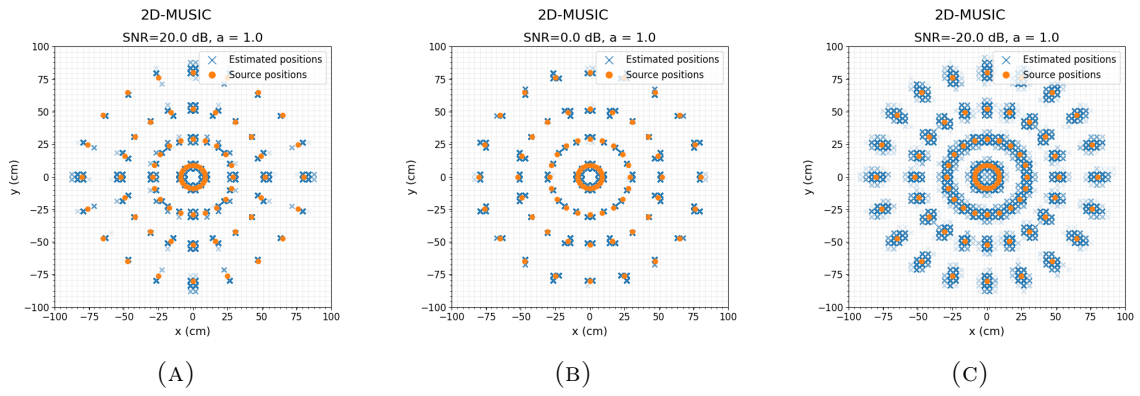 2D-MUSIC
SNR=20.0 dB, a = 1.0
Estimated positions
Source positions
100
75
50
25
0
−25
−50
−75
−100
y (cm)
−100 −75 −50 −25 0 25 50 75 100
x (cm)
(A)
2D-MUSIC
SNR=0.0 dB, a = 1.0
Estimated positions
Source positions
100
75
50
25
0
−25
−50
−75
−100
y (cm)
−100 −75 −50 −25 0 25 50 75 100
x (cm)
(B)
2D-MUSIC
SNR=-20.0 dB, a = 1.0
Estimated positions
Source positions
100
75
50
25
0
−25
−50
−75
−100
y (cm)
−100 −75 −50 −25 0 25 50 75 100
x (cm)
(C)